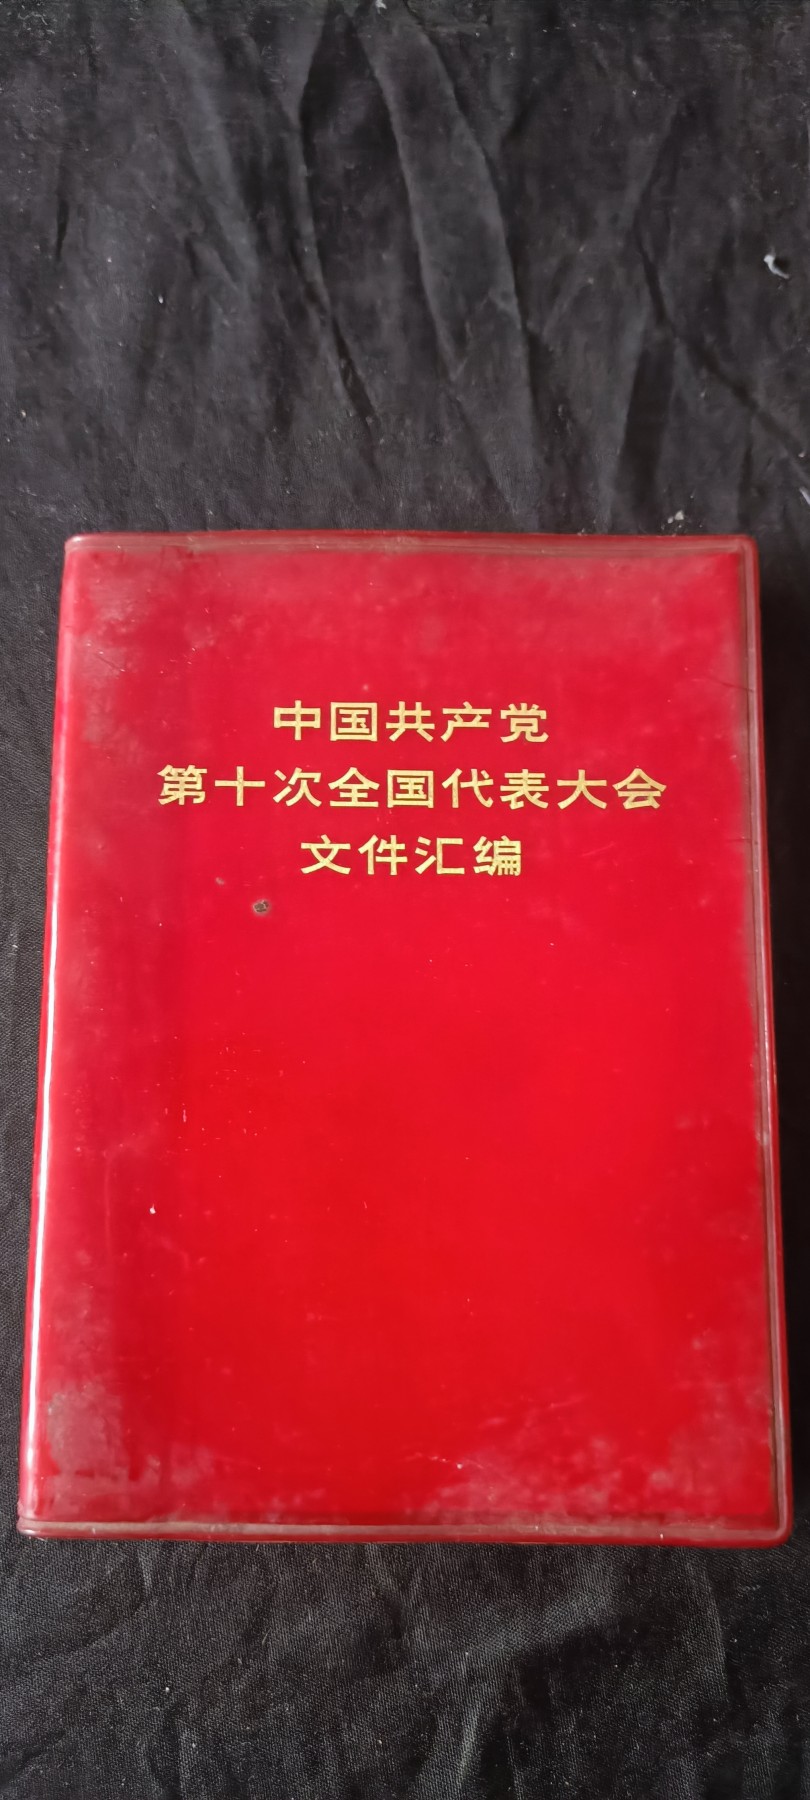 中国共产党
第十次全国代表大会
文件汇编